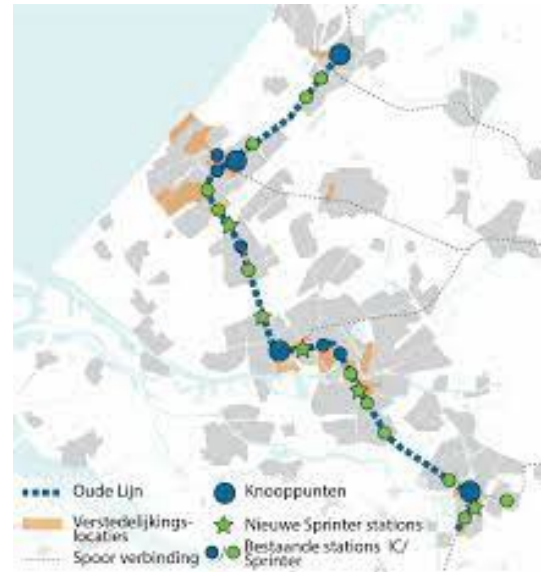 Oude Lijn
Verstedelijkings-
locaties
Spoor verbinding
Knooppunten
Nieuwe Sprinter stations
Bestaande stations IC/
Sprinter